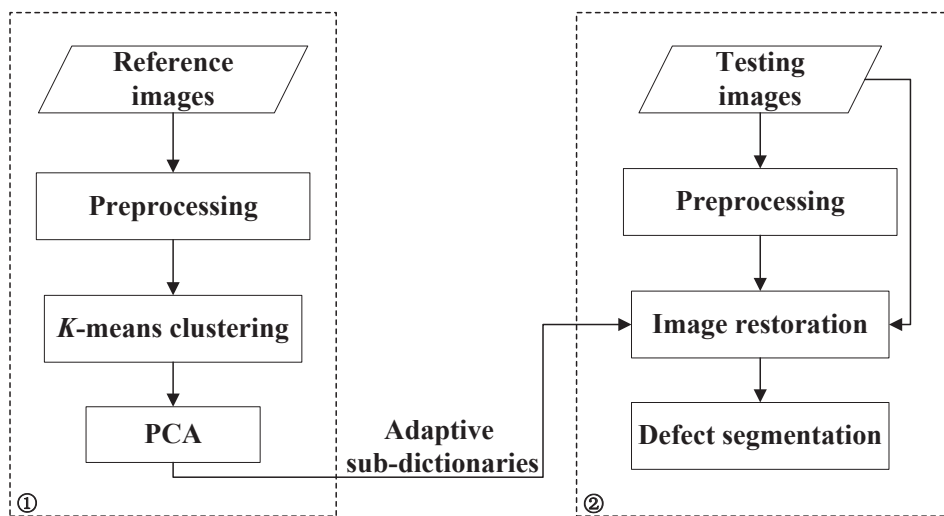 Reference
images
Preprocessing
K-means clustering
PCA
①
Adaptive
sub-dictionaries
Testing
images
Preprocessing
Image restoration
Defect segmentation
②